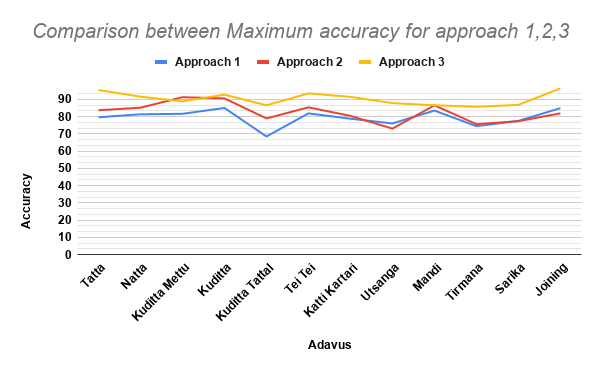 Comparison between Maximum accuracy for approach 1,2,3
Approach 1 Approach 2 Approach 3
90
80
70
60
50
40
30
20
10
0
Accuracy
Tatta
Natta
Kuditta Mettu
Kuditta
Kuditta Tattal
Tei Tei
Katti Kartari
Utsanga
Mandi
Tirmana
Sarika
Joining
Adavus